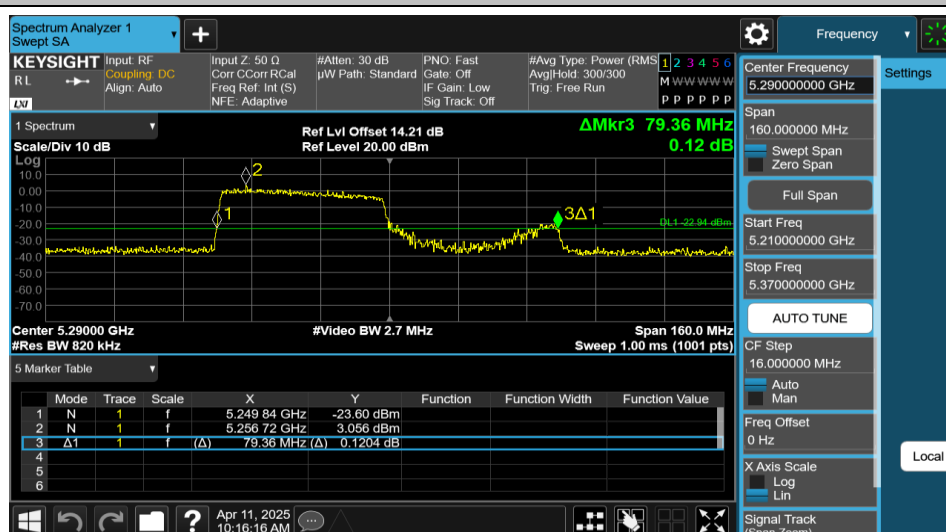 Spectrum Analyzer 1
Swept SA
+
Frequency
KEYSIGHT
RL
LXI
Input: RF
Coupling: DC
Align: Auto
Input Z: 50 Ω
Corr CCorr RCal
Freq Ref: Int (S)
NFE: Adaptive
#Atten: 30 dB
µW Path: Standard
PNO: Fast
Gate: Off
IF Gain: Low
Sig Track: Off
#Avg Type: Power (RMS
Avg|Hold: 300/300
Trig: Free Run
1 2 3 4 5 6
M W W W W W
P P P P P P
1 Spectrum
Scale/Div 10 dB
Ref Lvl Offset 14.21 dB
Ref Level 20.00 dBm
ΔMkr3 79.36 MHz
0.12 dB
Log
10.0
0.00
-10.0
-20.0
-30.0
-40.0
-50.0
-60.0
-70.0
2
1
3Δ1
DL1 -22.94 dBm
Center 5.29000 GHz
#Res BW 820 kHz
#Video BW 2.7 MHz
Span 160.0 MHz
Sweep 1.00 ms (1001 pts)
5 Marker Table
Mode Trace Scale X Y Function Function Width Function Value
1 N 1 f 5.249 84 GHz -23.60 dBm
2 N 1 f 5.256 72 GHz 3.056 dBm
3 Δ1 1 f (Δ) 79.36 MHz (Δ) 0.1204 dB
4
5
6
Center Frequency
5.290000000 GHz
Span
160.000000 MHz
Swept Span
Zero Span
Full Span
Start Freq
5.210000000 GHz
Stop Freq
5.370000000 GHz
AUTO TUNE
CF Step
16.000000 MHz
Auto
Man
Freq Offset
0 Hz
X Axis Scale
Log
Lin
Signal Track
(Span Zoom)
Settings
Local
?
Apr 11, 2025
10:16:16 AM